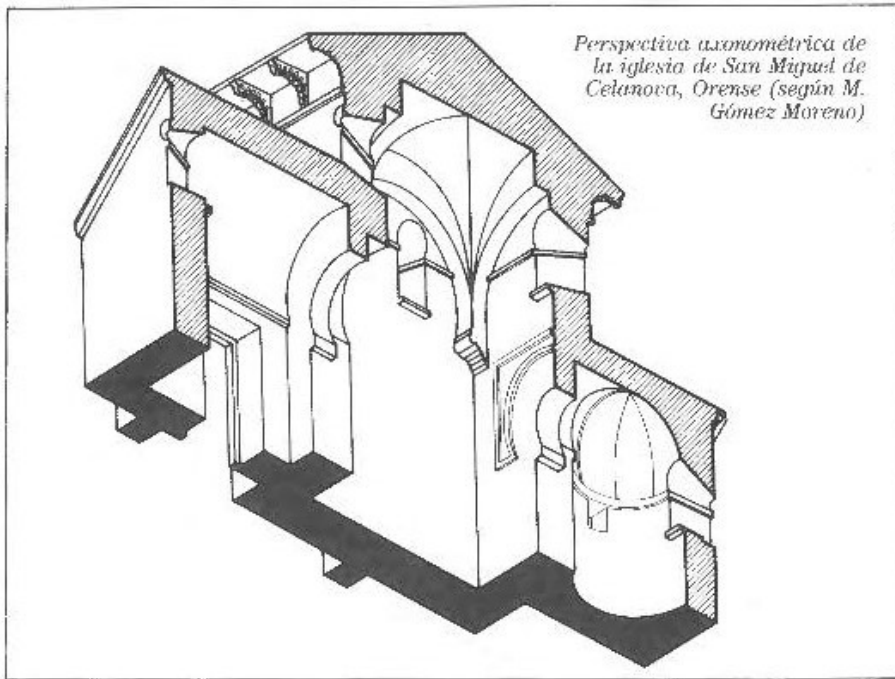 Perspectiva axonométrica de
la iglesia de San Miguel de
Celanova, Orense (según M.
Gómez Moreno)